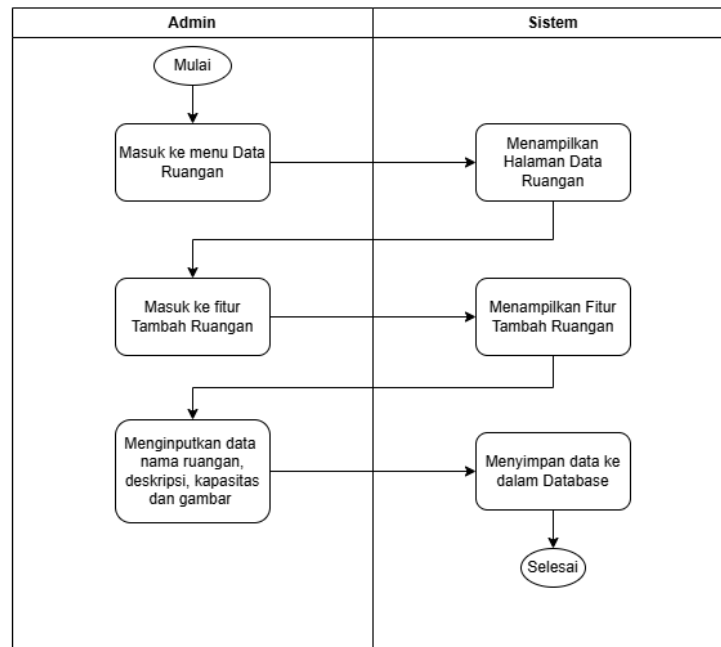 Admin
Sistem
Mulai
Masuk ke menu Data
Ruangan
Menampilkan
Halaman Data
Ruangan
Masuk ke fitur
Tambah Ruangan
Menampilkan Fitur
Tambah Ruangan
Menginputkan data
nama ruangan,
deskripsi, kapasitas
dan gambar
Menyimpan data ke
dalam Database
Selesai